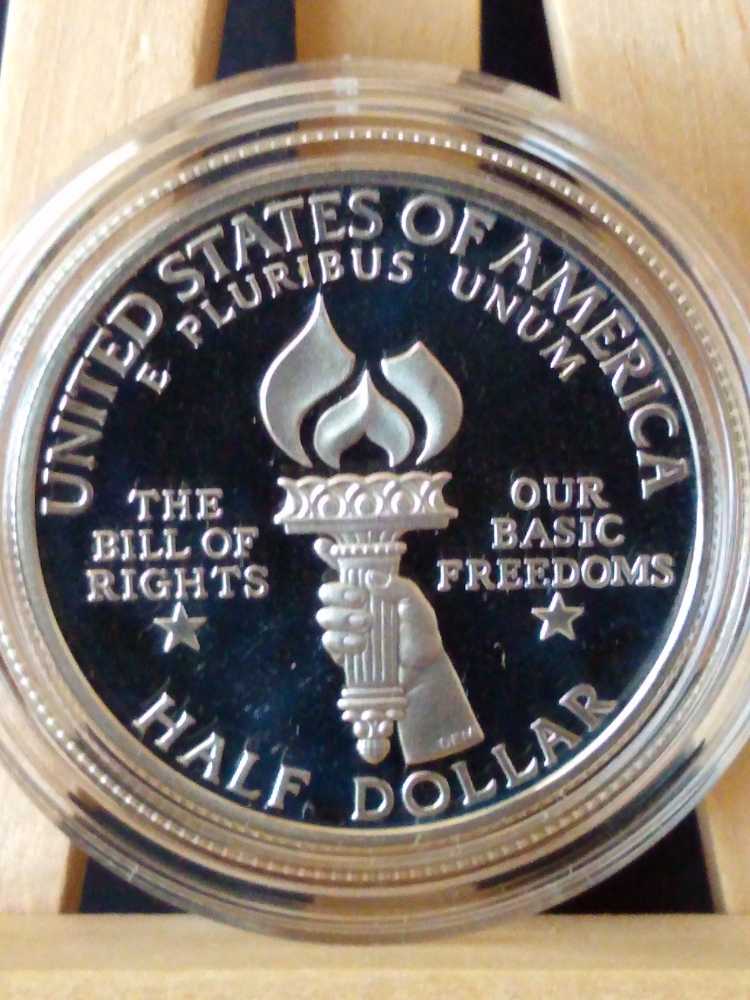 UNITED STATES OF AMERICA
E PLURIBUS UNUM
THE
BILL OF
RIGHTS
OUR
BASIC
FREEDOMS
HALF DOLLAR